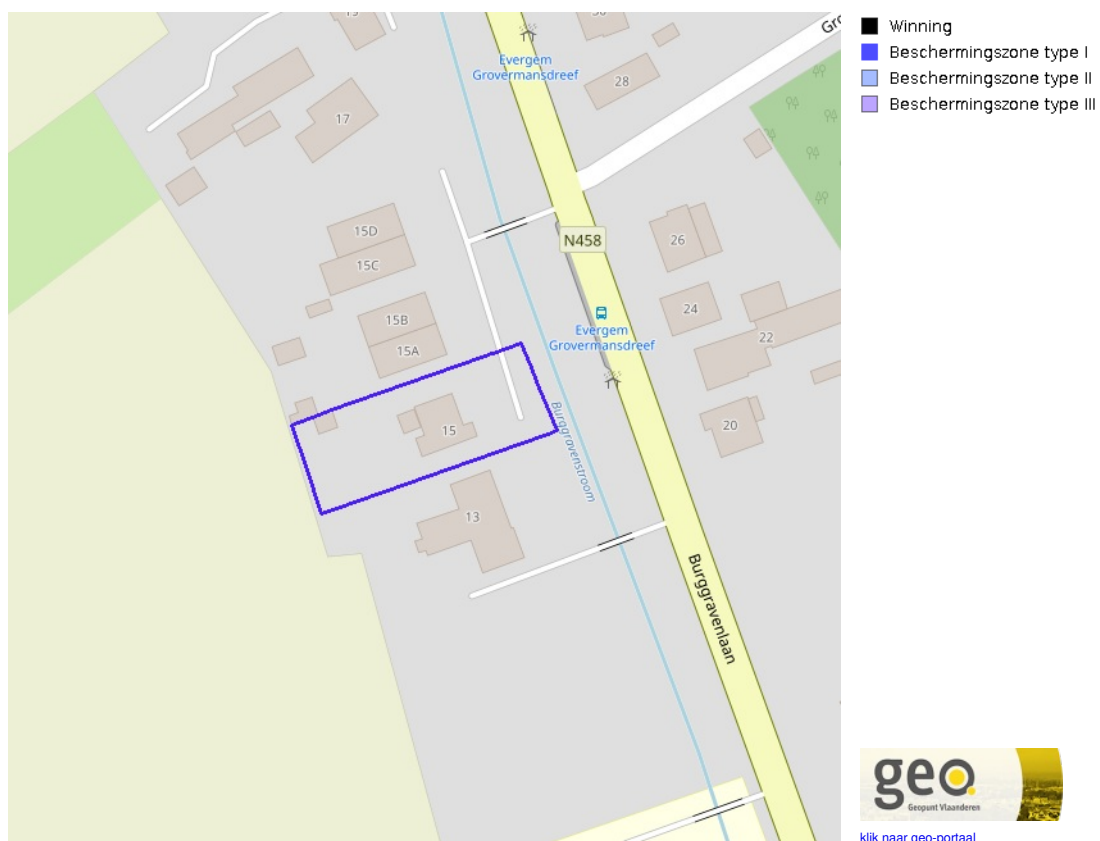 Evergem
Grovermansdreef
28
17
15D
15C
N458
26
15B
15A
24
Evergem
Grovermansdreef
22
15
20
Burggravenstroom
13
Burggravenlaan
Winning
Beschermingszone type I
Beschermingszone type II
Beschermingszone type III
geo
Geopunt Vlaanderen
klik naar geo-portaal